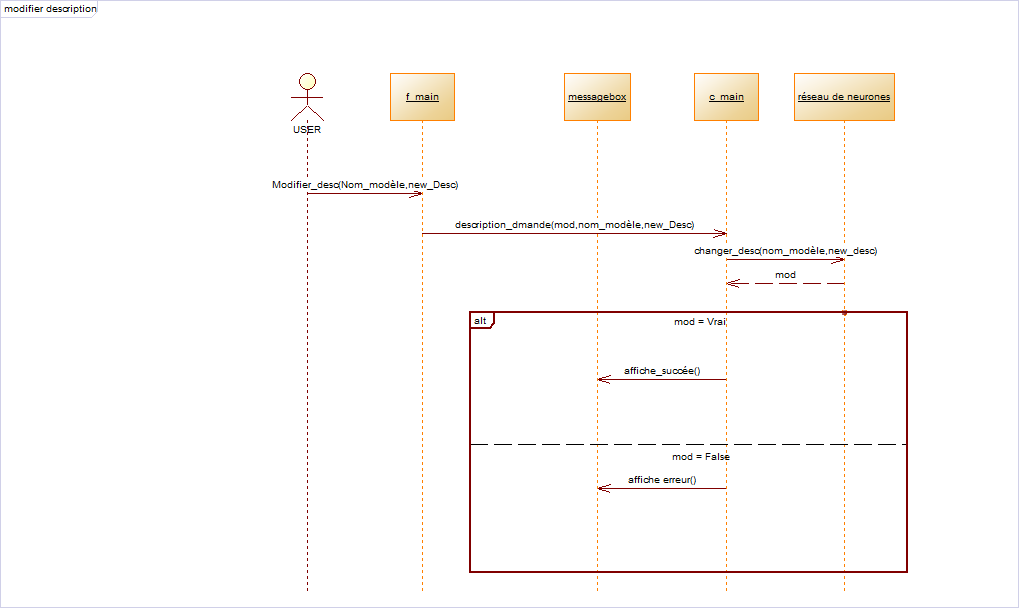 modifier description
USER
f_main
messagebox
c_main
réseau de neurones
Modifier_desc(Nom_modèle,new_Desc)
description_dmande(mod,nom_modèle,new_Desc)
changer_desc(nom_modèle,new_desc)
mod
alt
mod = Vrai
affiche_succée()
mod = False
affiche erreur()